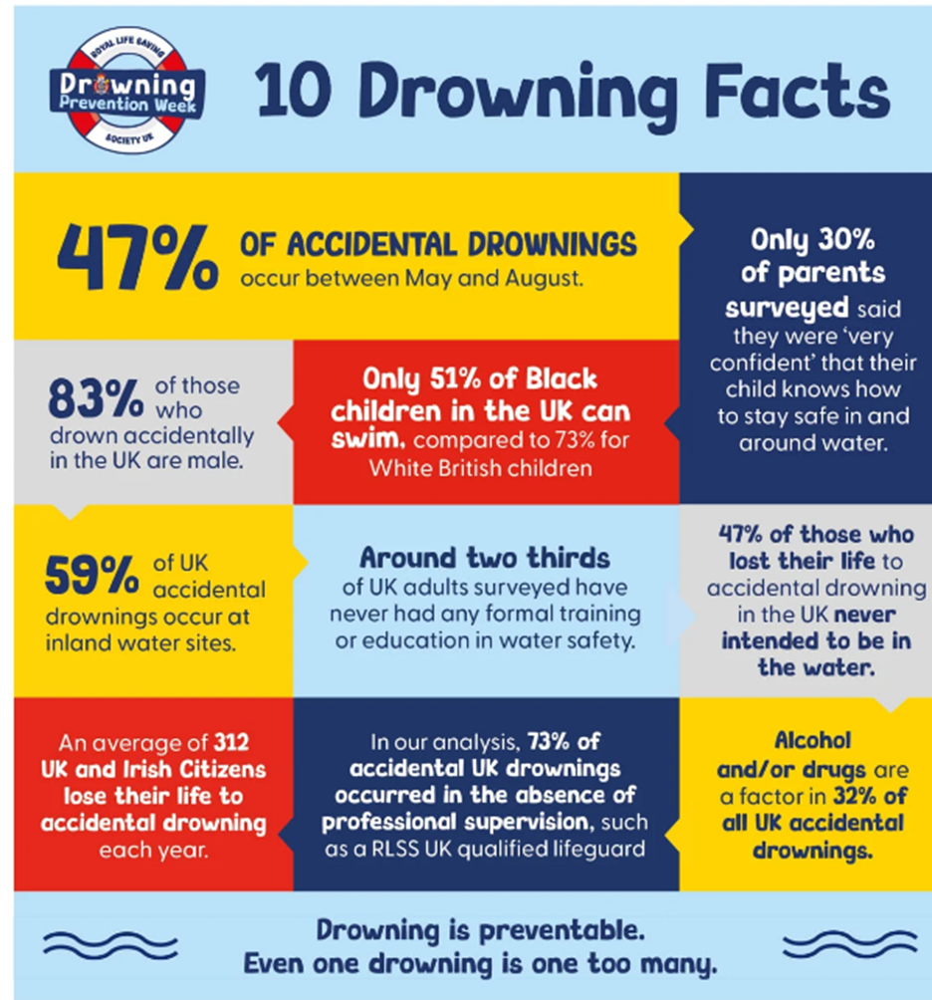 ROYAL LIFE SAVING
Drowning
Prevention Week
SOCIETY UK
10 Drowning Facts
47% OF ACCIDENTAL DROWNINGS
occur between May and August.
Only 30%
of parents
surveyed said
they were ‘very
confident’ that their
child knows how
to stay safe in and
around water.
Only 51% of Black
children in the UK can
swim, compared to 73% for
White British children
83% of those
who
drown accidentally
in the UK are male.
59% of UK
accidental
drownings occur at
inland water sites.
Around two thirds
of UK adults surveyed have
never had any formal training
or education in water safety.
47% of those who
lost their life to
accidental drowning
in the UK never
intended to be in
the water.
Alcohol
and/or drugs are
a factor in 32% of
all UK accidental
drownings.
In our analysis, 73% of
accidental UK drownings
occurred in the absence of
professional supervision, such
as a RLSS UK qualified lifeguard
An average of 312
UK and Irish Citizens
lose their life to
accidental drowning
each year.
Drowning is preventable.
Even one drowning is one too many.